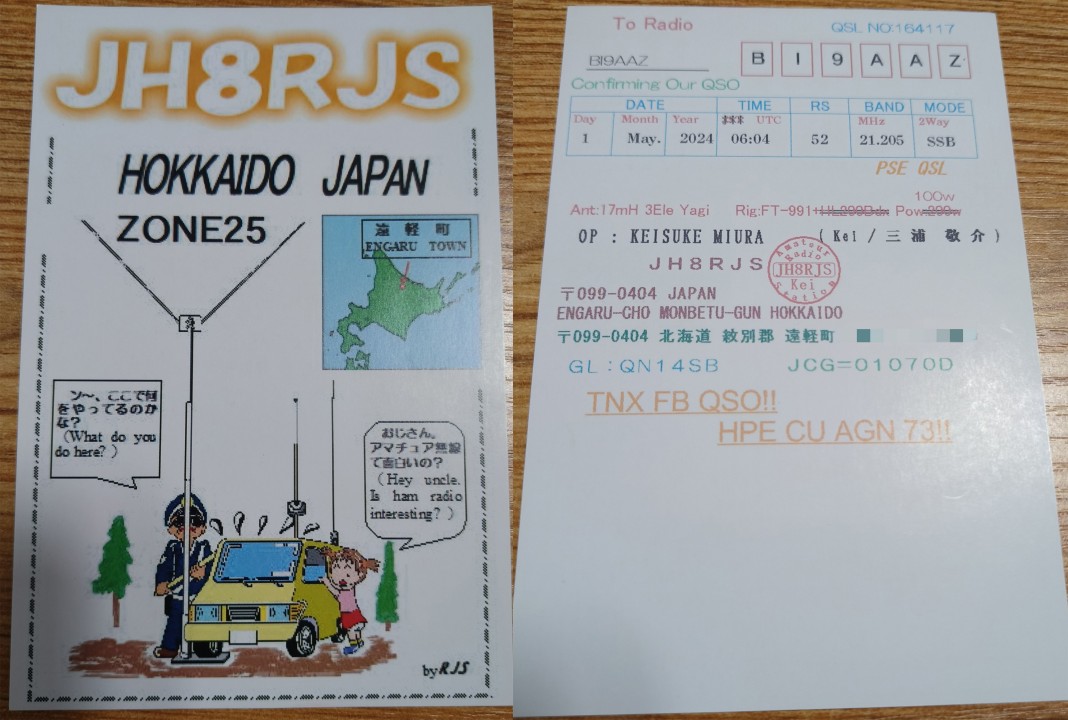 JH8RJS
HOKKAIDO JAPAN
ZONE25
遠軽町
ENGARU TOWN
ソ～、ここで何
をやってるのか
な?
(What do you
do here? )
おじさん。
アマチュア無線
て面白いの?
(Hey uncle.
Is ham radio
interesting? )
by RJS
To Radio
QSL NO:164117
BI9AAZ
B I 9 A A Z
Confirming Our QSO
DATE TIME RS BAND MODE
Day Month Year UTC MHz 2Way
1 May. 2024 06:04 52 21.205 SSB
PSE QSL
100w
Ant:17mH 3Ele Yagi Rig:FT-991+HL200Bdx Pow 200w
OP : KEISUKE MIURA (Kei / 三浦 敬介)
JH8RJS
Amateur
Radio
JH8RJS
Kei
Station
〒099-0404 JAPAN
ENGARU-CHO MONBETU-GUN HOKKAIDO
〒099-0404 北海道 紋別郡 遠軽町
GL:QN14SB JCG=01070D
TNX FB QSO!!
HPE CU AGN 73!!